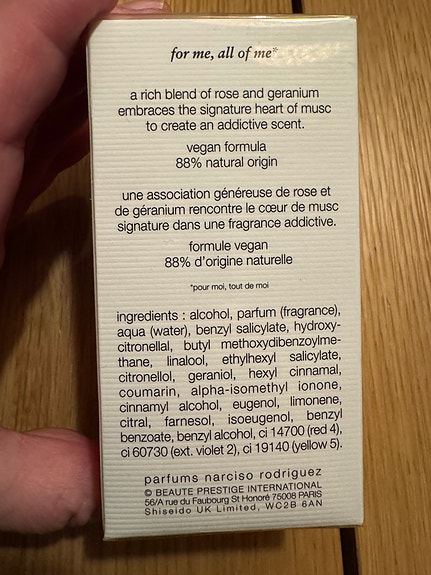 for me, all of me*
a rich blend of rose and geranium
embraces the signature heart of musc
to create an addictive scent.
vegan formula
88% natural origin
une association généreuse de rose et
de géranium rencontre le cœur de musc
signature dans une fragrance addictive.
formule vegan
88% d'origine naturelle
*pour moi, tout de moi
ingredients : alcohol, parfum (fragrance),
aqua (water), benzyl salicylate, hydroxy-
citronellal, butyl methoxydibenzoylme-
thane, linalool, ethylhexyl salicylate,
citronellol, geraniol, hexyl cinnamal,
coumarin, alpha-isomethyl ionone,
cinnamyl alcohol, eugenol, limonene,
citral, farnesol, isoeugenol, benzyl
benzoate, benzyl alcohol, ci 14700 (red 4),
ci 60730 (ext. violet 2), ci 19140 (yellow 5).
parfums narciso rodriguez
© BEAUTE PRESTIGE INTERNATIONAL
56/A rue du Faubourg St Honoré 75008 PARIS
Shiseido UK Limited, WC2B 6AN